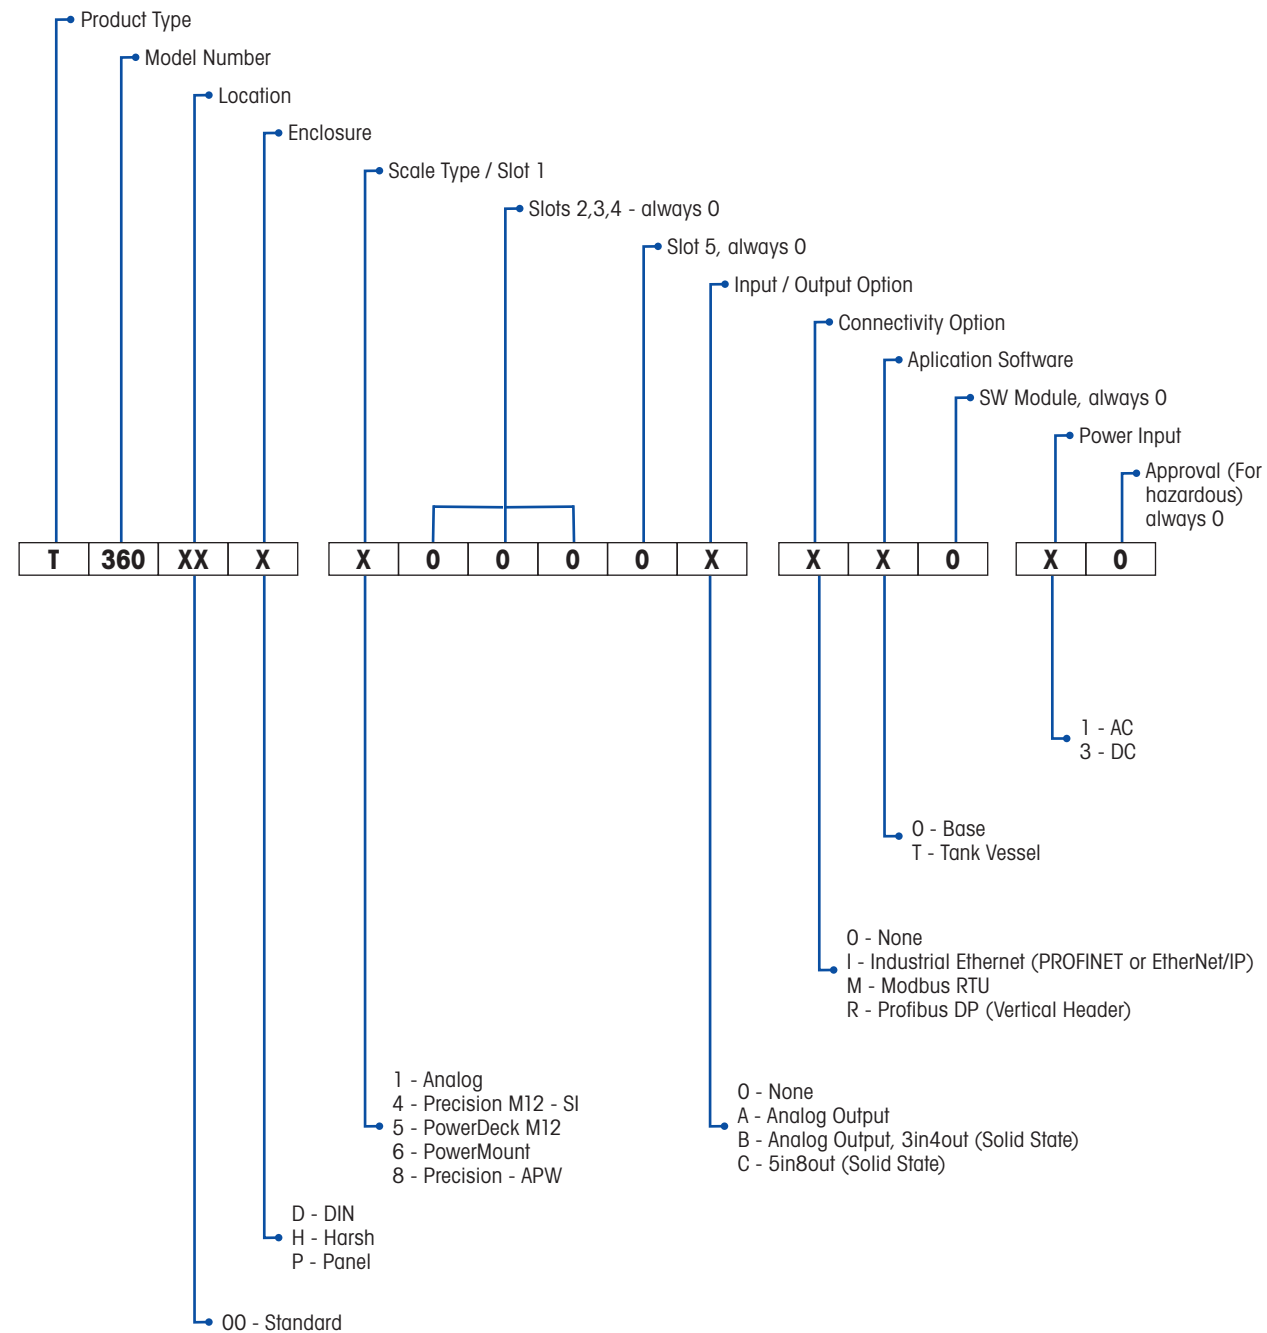 Product Type
Model Number
Location
Enclosure
Scale Type / Slot 1
Slots 2,3,4 - always 0
Slot 5, always 0
Input / Output Option
Connectivity Option
Aplication Software
SW Module, always 0
Power Input
Approval (For
hazardous)
always 0
T 360 XX X X 0 0 0 0 X X X 0 X 0
1 - AC
3 - DC
0 - Base
T - Tank Vessel
0 - None
I - Industrial Ethernet (PROFINET or EtherNet/IP)
M - Modbus RTU
R - Profibus DP (Vertical Header)
1 - Analog
4 - Precision M12 - SI
5 - PowerDeck M12
6 - PowerMount
8 - Precision - APW
0 - None
A - Analog Output
B - Analog Output, 3in4out (Solid State)
C - 5in8out (Solid State)
D - DIN
H - Harsh
P - Panel
00 - Standard